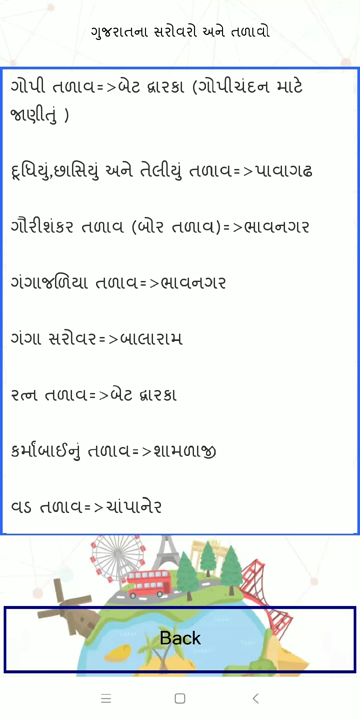 ગુજરાતના સરોવરો અને તળાવો
ગોપી તળાવ=>બેટ દ્વારકા (ગોપીચંદન માટે
જાણીતું )
દૂધિયું,છાસિયું અને તેલીયું તળાવ=>પાવાગઢ
ગૌરીશંકર તળાવ (બોર તળાવ)=>ભાવનગર
ગંગાજળિયા તળાવ=>ભાવનગર
ગંગા સરોવર=>બાલારામ
રત્ન તળાવ=>બેટ દ્વારકા
કર્માંબાઈનું તળાવ=>શામળાજી
વડ તળાવ=>ચાંપાનેર
Back